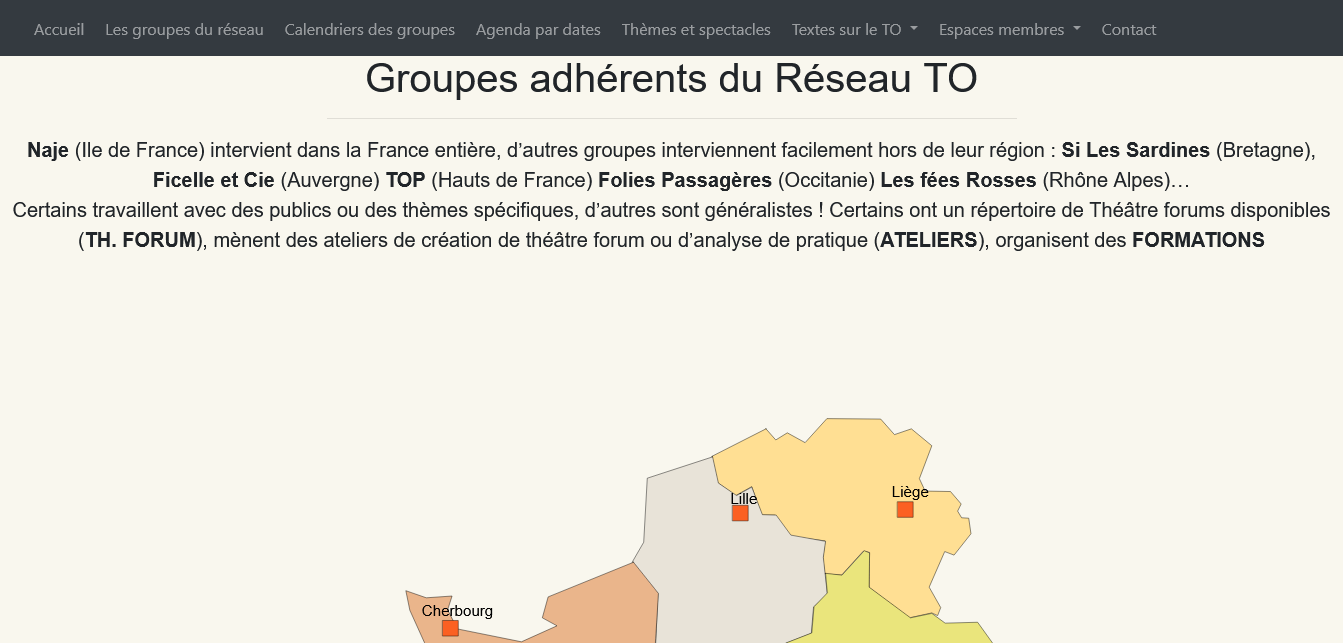 Accueil Les groupes du réseau Calendriers des groupes Agenda par dates Thèmes et spectacles Textes sur le TO Espaces membres Contact
Groupes adhérents du Réseau TO
Naje (Ile de France) intervient dans la France entière, d’autres groupes interviennent facilement hors de leur région : Si Les Sardines (Bretagne),
Ficelle et Cie (Auvergne) TOP (Hauts de France) Folies Passagères (Occitanie) Les fées Rosses (Rhône Alpes)…
Certains travaillent avec des publics ou des thèmes spécifiques, d’autres sont généralistes ! Certains ont un répertoire de Théâtre forums disponibles
(TH. FORUM), mènent des ateliers de création de théâtre forum ou d’analyse de pratique (ATELIERS), organisent des FORMATIONS
Liège
Lille
Cherbourg